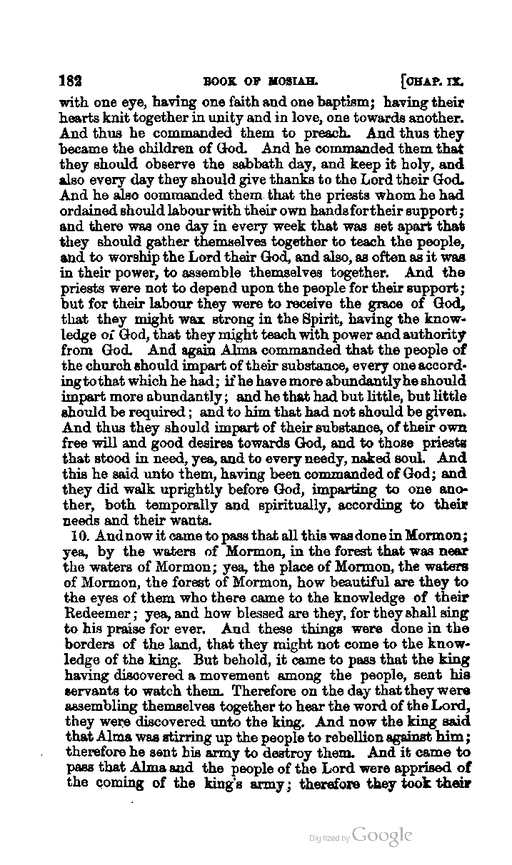 182 BOOK OF MOSIAH. [CHAP. IX.
with one eye, having one faith and one baptism; having their
hearts knit together in unity and in love, one towards another.
And thus he commanded them to preach. And thus they
became the children of God. And he commanded them that
they should observe the sabbath day, and keep it holy, and
also every day they should give thanks to the Lord their God.
And he also commanded them that the priests whom he had
ordained should labour with their own hands for their support;
and there was one day in every week that was set apart that
they should gather themselves together to teach the people,
and to worship the Lord their God, and also, as often as it was
in their power, to assemble themselves together. And the
priests were not to depend upon the people for their support;
but for their labour they were to receive the grace of God,
that they might wax strong in the Spirit, having the know-
ledge of God, that they might teach with power and authority
from God. And again Alma commanded that the people of
the church should impart of their substance, every one accord-
ing to that which he had; if he have more abundantly he should
impart more abundantly; and he that had but little, but little
should be required; and to him that had not should be given.
And thus they should impart of their substance, of their own
free will and good desires towards God, and to those priests
that stood in need, yea, and to every needy, naked soul. And
this he said unto them, having been commanded of God; and
they did walk uprightly before God, imparting to one ano-
ther, both temporally and spiritually, according to their
needs and their wants.
10. And now it came to pass that all this was done in Mormon;
yea, by the waters of Mormon, in the forest that was near
the waters of Mormon; yea, the place of Mormon, the waters
of Mormon, the forest of Mormon, how beautiful are they to
the eyes of them who there came to the knowledge of their
Redeemer; yea, and how blessed are they, for they shall sing
to his praise for ever. And these things were done in the
borders of the land, that they might not come to the know-
ledge of the king. But behold, it came to pass that the king
having discovered a movement among the people, sent his
servants to watch them. Therefore on the day that they were
assembling themselves together to hear the word of the Lord,
they were discovered unto the king. And now the king said
that Alma was stirring up the people to rebellion against him;
therefore he sent his army to destroy them. And it came to
pass that Alma and the people of the Lord were apprised of
the coming of the king's army; therefore they took their
Digitized by Google